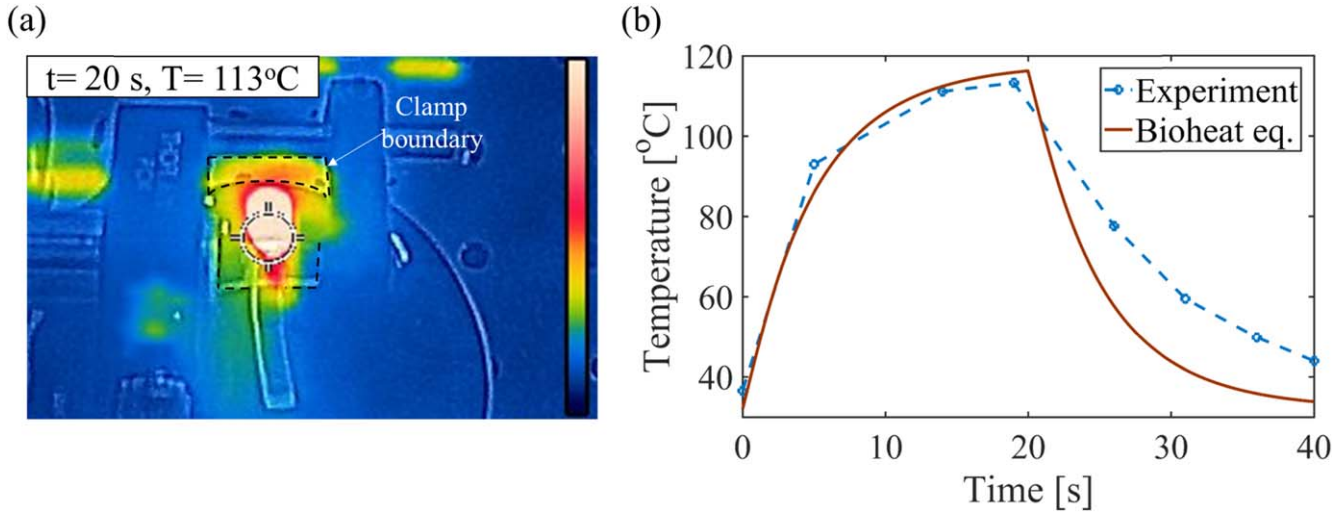 (a)
t= 20 s, T= 113°C
Clamp
boundary
(b)
Temperature [°C]
120
100
80
60
40
0
10
20
30
40
Time [s]
Experiment
Bioheat eq.